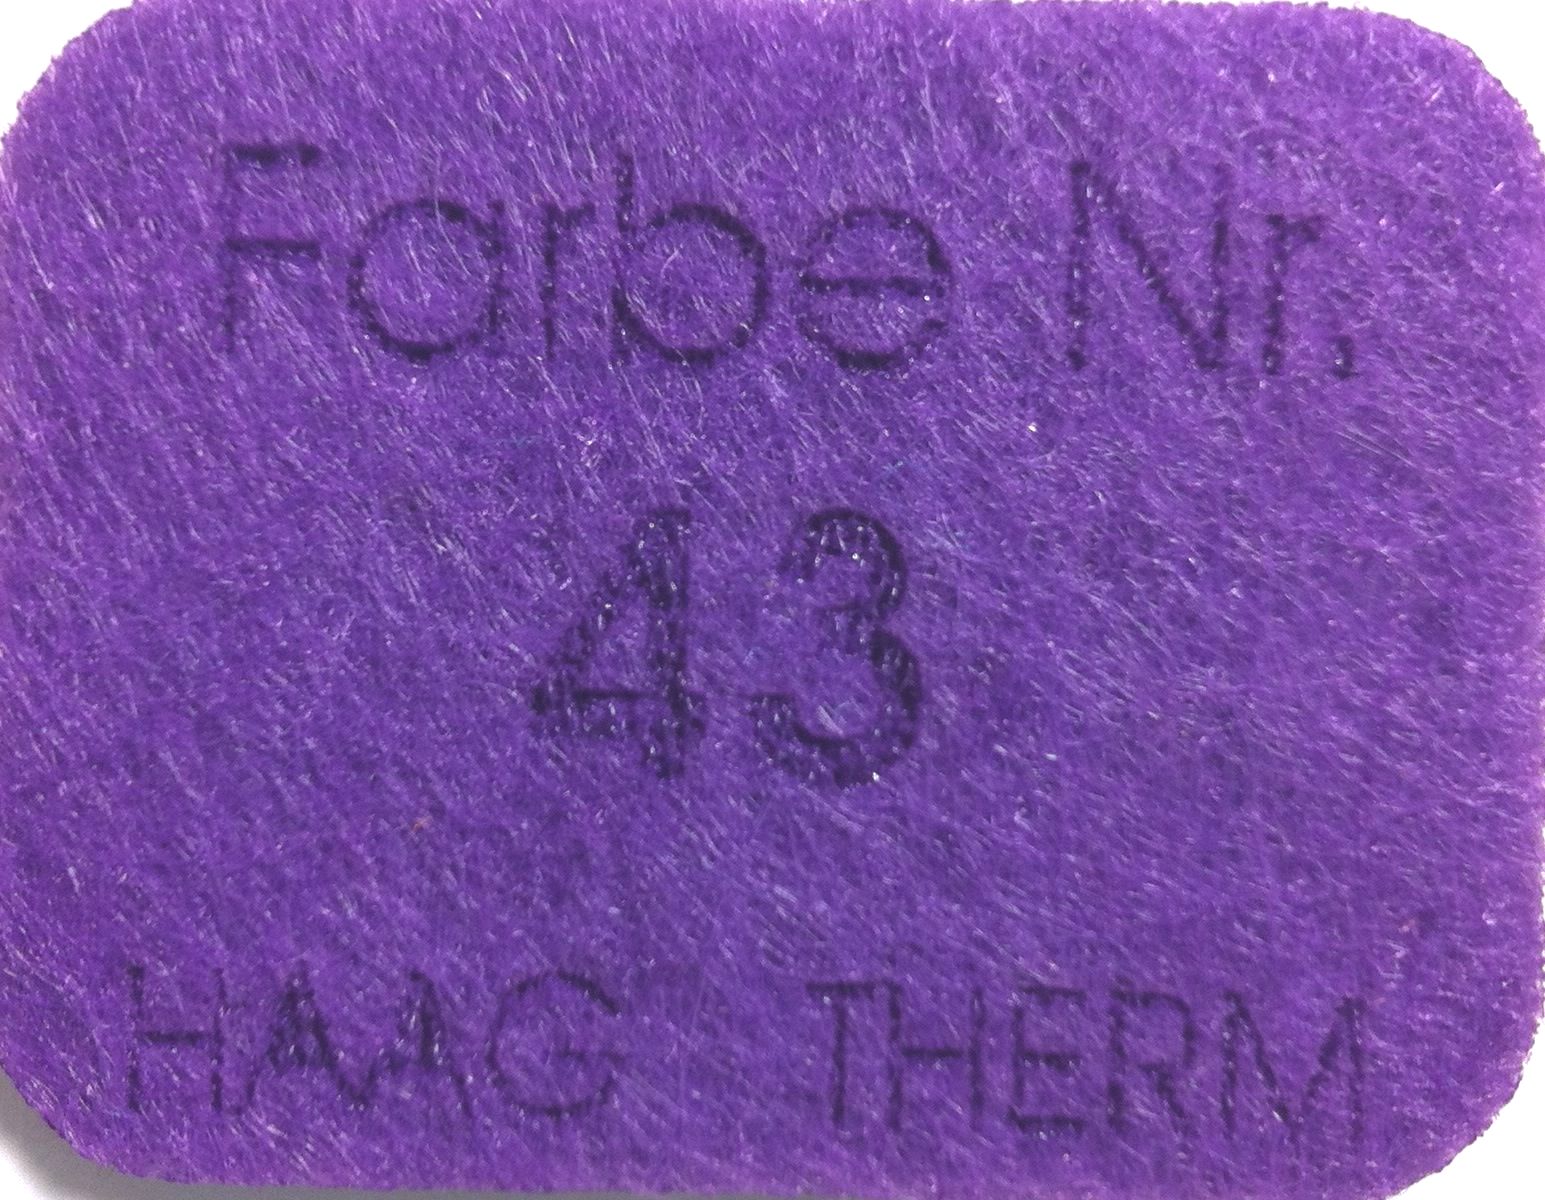 Farbe Nr.
43
HAAG THERM